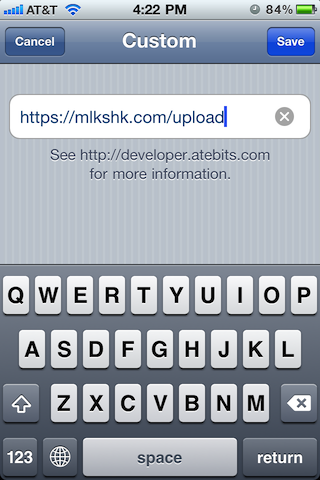 AT&T 4:22 PM 84%
Cancel Custom Save
https://mlkshk.com/upload
See http://developer.atebits.com
for more information.
Q W E R T Y U I O P
A S D F G H J K L
Z X C V B N M
123 space return